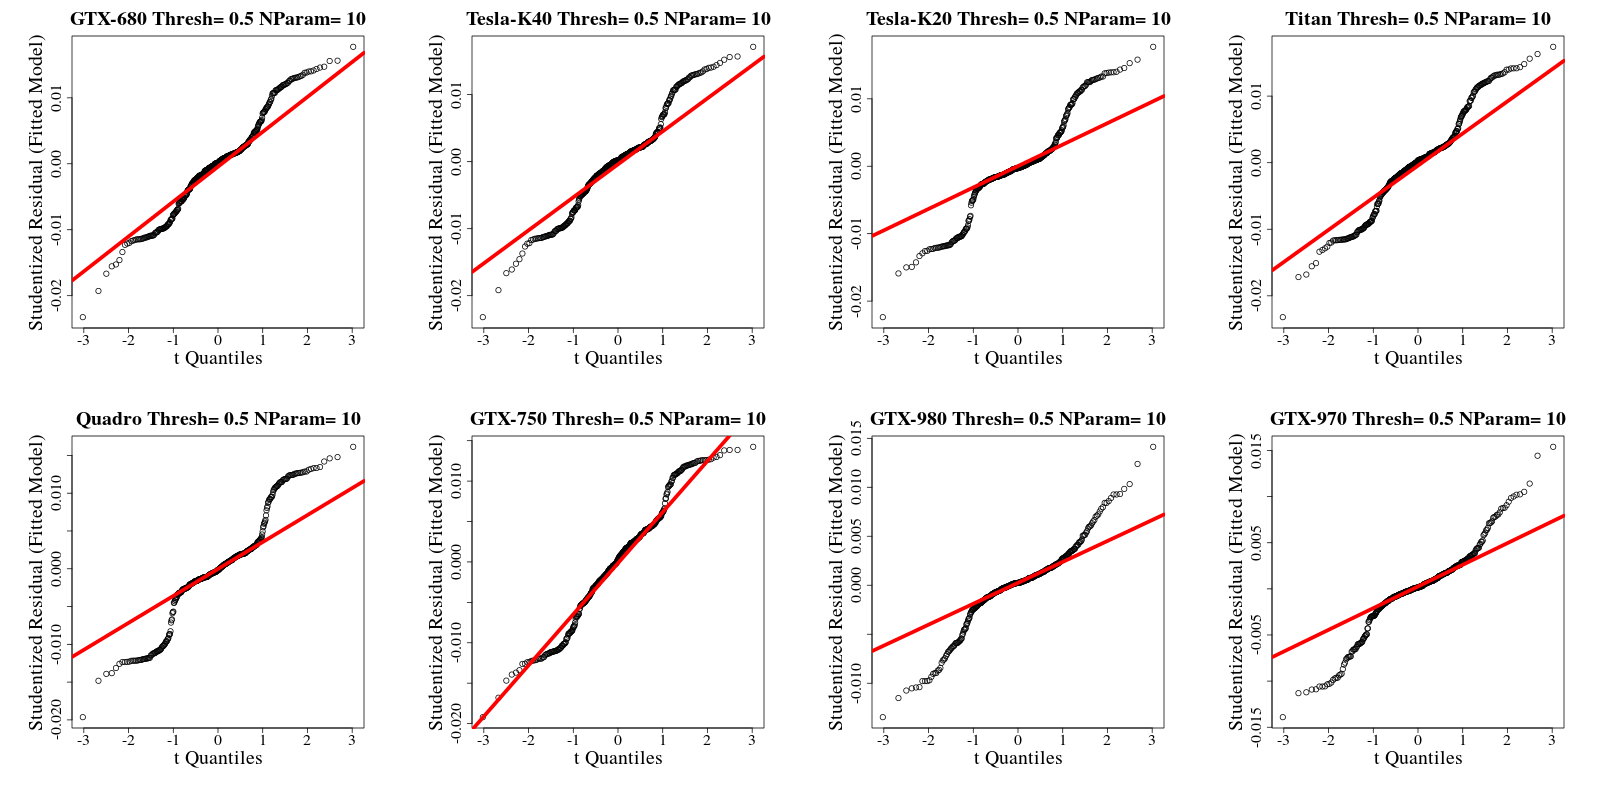 GTX-680 Thresh= 0.5 NParam= 10
Studentized Residual (Fitted Model)
-0.02
-0.01
0.00
0.01
-3 -2 -1 0 1 2 3
t Quantiles
Tesla-K40 Thresh= 0.5 NParam= 10
Studentized Residual (Fitted Model)
-0.02
-0.01
0.00
0.01
-3 -2 -1 0 1 2 3
t Quantiles
Tesla-K20 Thresh= 0.5 NParam= 10
Studentized Residual (Fitted Model)
-0.02
-0.01
0.00
0.01
-3 -2 -1 0 1 2 3
t Quantiles
Titan Thresh= 0.5 NParam= 10
Studentized Residual (Fitted Model)
-0.02
-0.01
0.00
0.01
-3 -2 -1 0 1 2 3
t Quantiles
Quadro Thresh= 0.5 NParam= 10
Studentized Residual (Fitted Model)
-0.020
-0.010
0.000
0.010
-3 -2 -1 0 1 2 3
t Quantiles
GTX-750 Thresh= 0.5 NParam= 10
Studentized Residual (Fitted Model)
-0.020
-0.010
0.000
0.010
-3 -2 -1 0 1 2 3
t Quantiles
GTX-980 Thresh= 0.5 NParam= 10
Studentized Residual (Fitted Model)
-0.010
0.000
0.005
0.010
0.015
-3 -2 -1 0 1 2 3
t Quantiles
GTX-970 Thresh= 0.5 NParam= 10
Studentized Residual (Fitted Model)
-0.015
-0.005
0.005
0.015
-3 -2 -1 0 1 2 3
t Quantiles